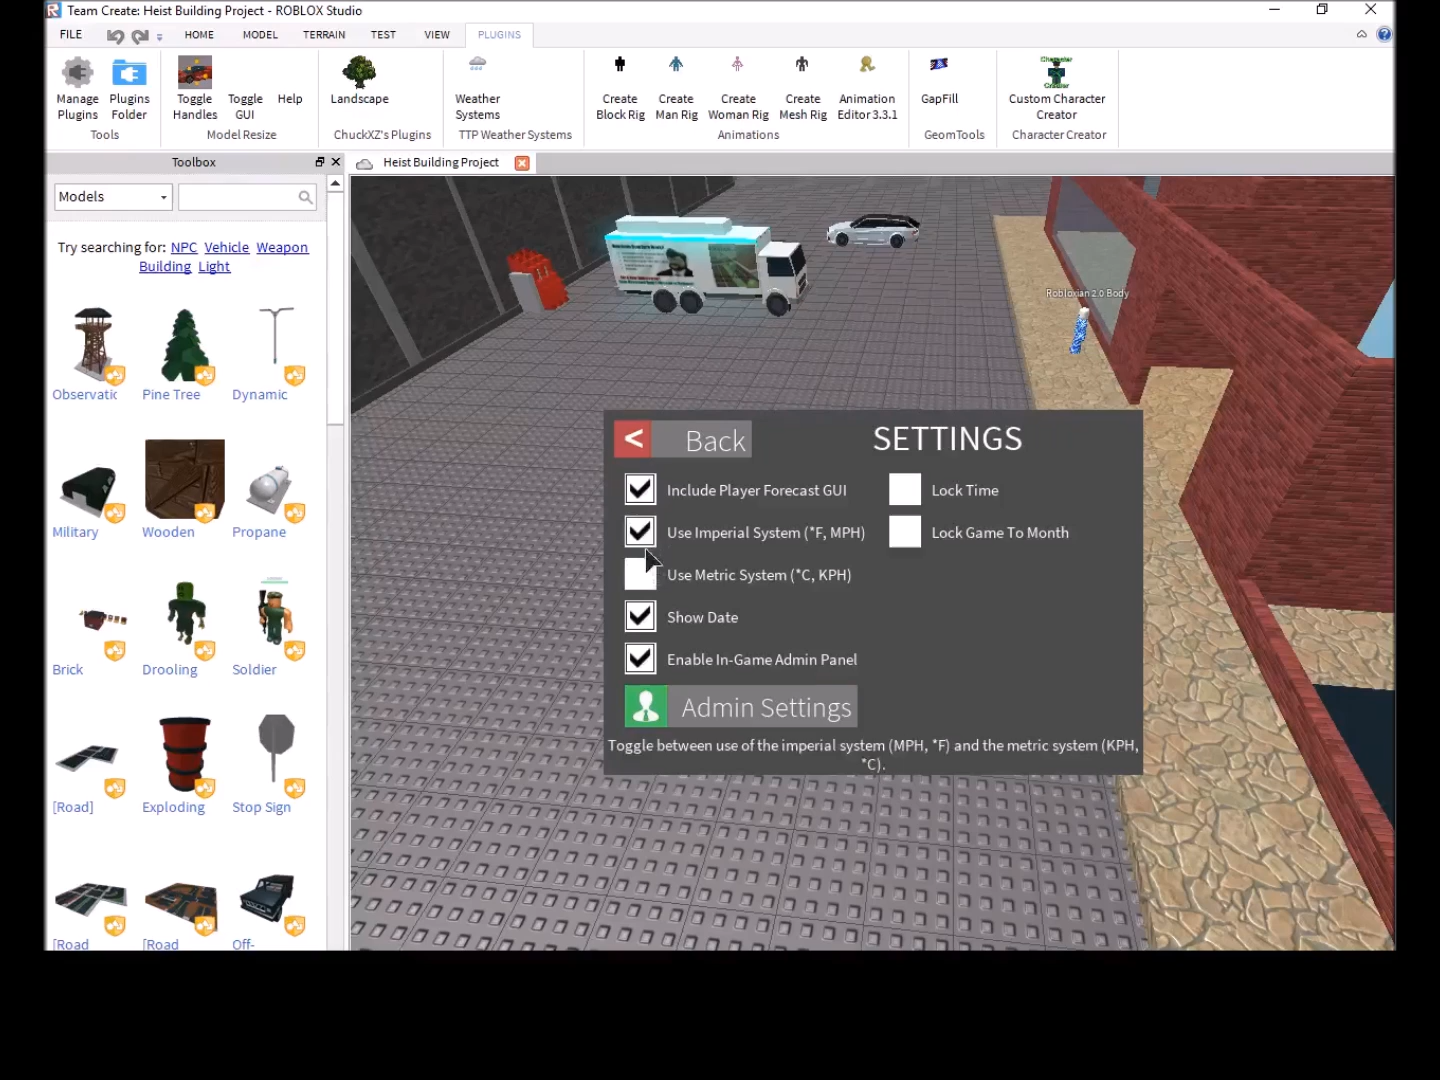 Team Create: Heist Building Project - ROBLOX Studio
FILE HOME MODEL TERRAIN TEST VIEW PLUGINS
Manage Plugins
Plugins Folder
Tools
Toggle Handles
Toggle GUI
Help
Model Resize
Landscape
ChuckXZ's Plugins
Weather Systems
TTP Weather Systems
Create Block Rig
Create Man Rig
Create Woman Rig
Create Mesh Rig
Animation Editor 3.3.1
Animations
GapFill
GeomTools
Character Creator
Custom Character Creator
Character Creator
Toolbox
Heist Building Project
Models
Try searching for: NPC Vehicle Weapon
Building Light
Observatic
Pine Tree
Dynamic
Military
Wooden
Propane
Brick
Drooling
Soldier
[Road]
Exploding
Stop Sign
[Road
[Road
Off-
Robloxian 2.0 Body
< Back
SETTINGS
Include Player Forecast GUI
Lock Time
Use Imperial System (*F, MPH)
Lock Game To Month
Use Metric System (*C, KPH)
Show Date
Enable In-Game Admin Panel
Admin Settings
Toggle between use of the imperial system (MPH, *F) and the metric system (KPH,
*C).